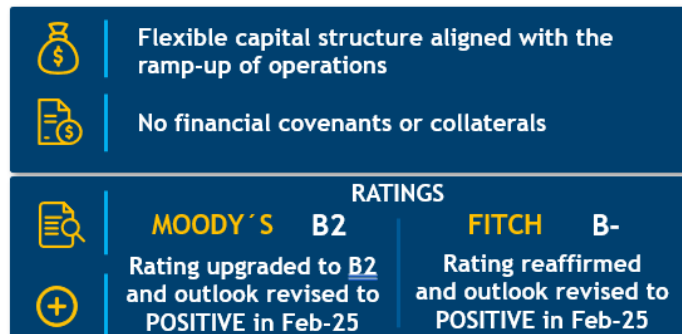 Flexible capital structure aligned with the
ramp-up of operations
No financial covenants or collaterals
RATINGS
MOODY´S B2
Rating upgraded to B2
and outlook revised to
POSITIVE in Feb-25
FITCH B-
Rating reaffirmed
and outlook revised to
POSITIVE in Feb-25